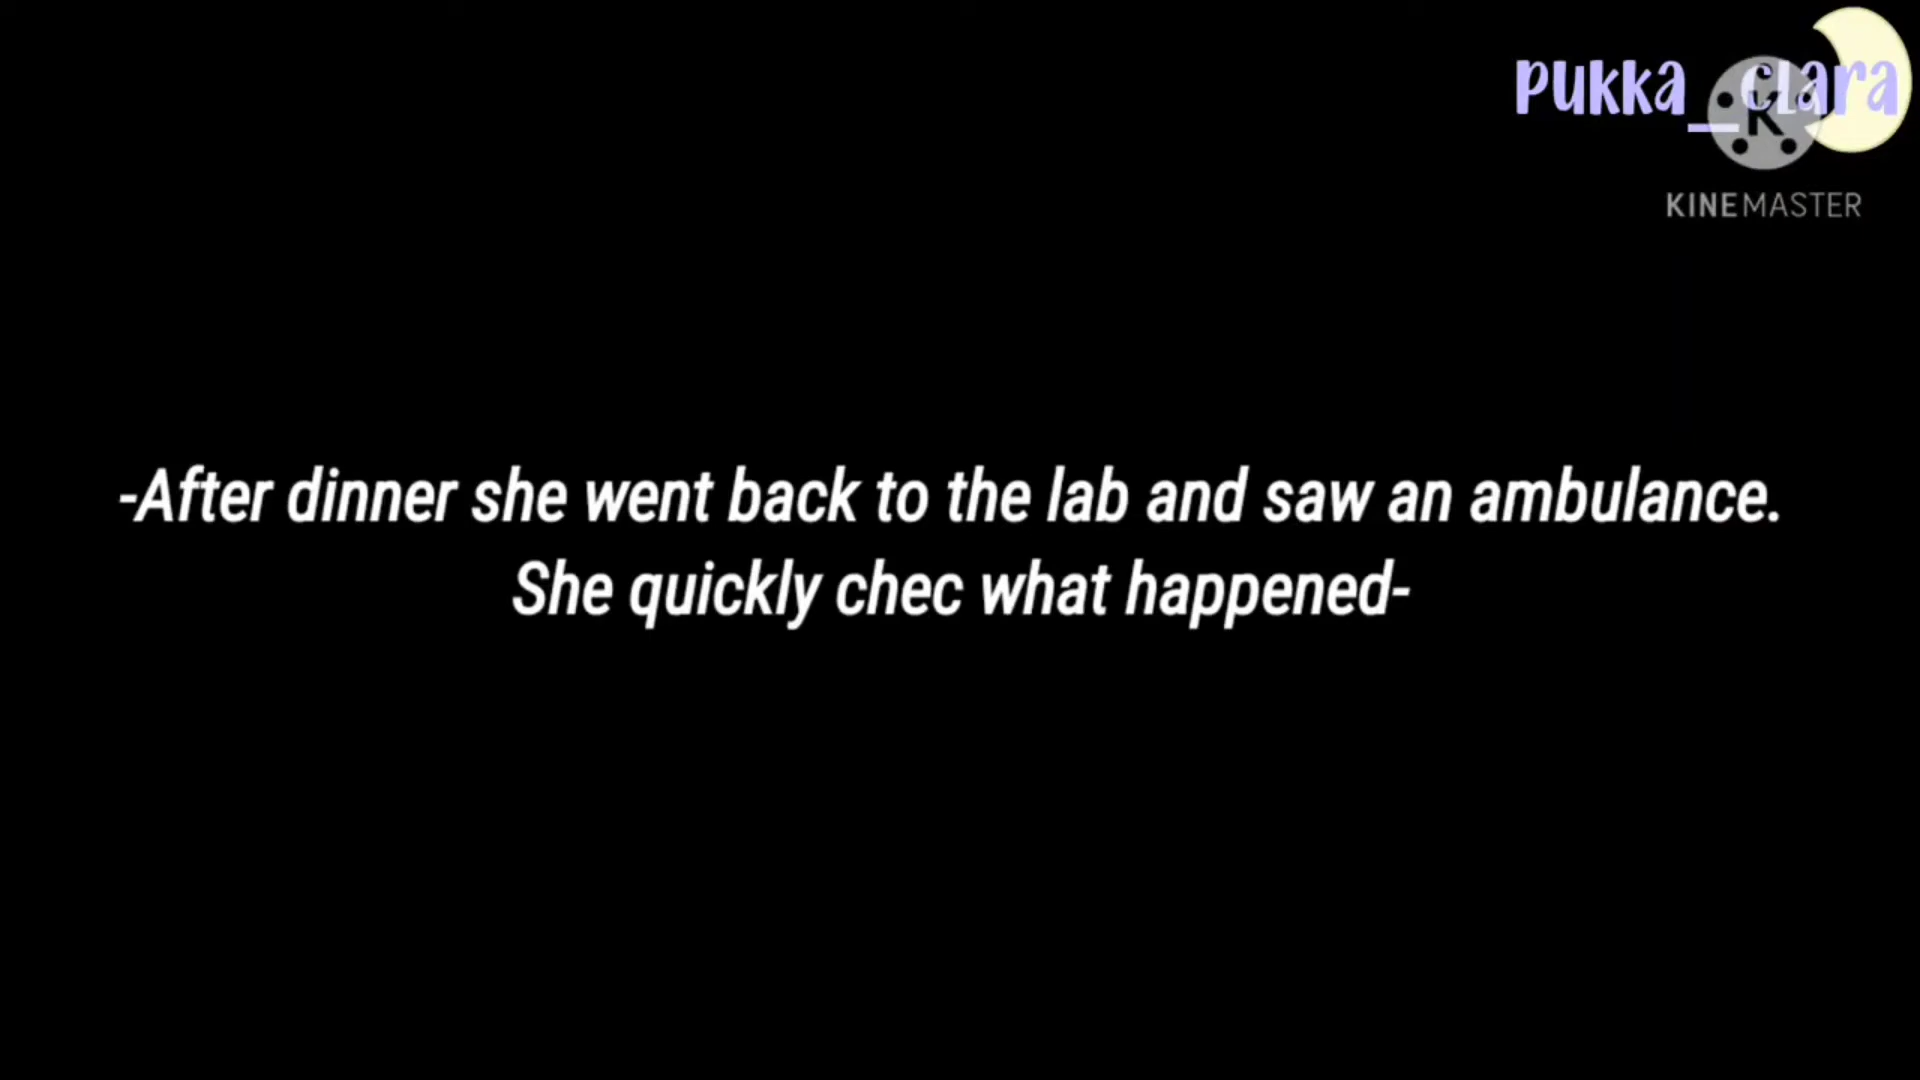 pukka_clara
K
KINEMASTER
-After dinner she went back to the lab and saw an ambulance.
She quickly chec what happened-